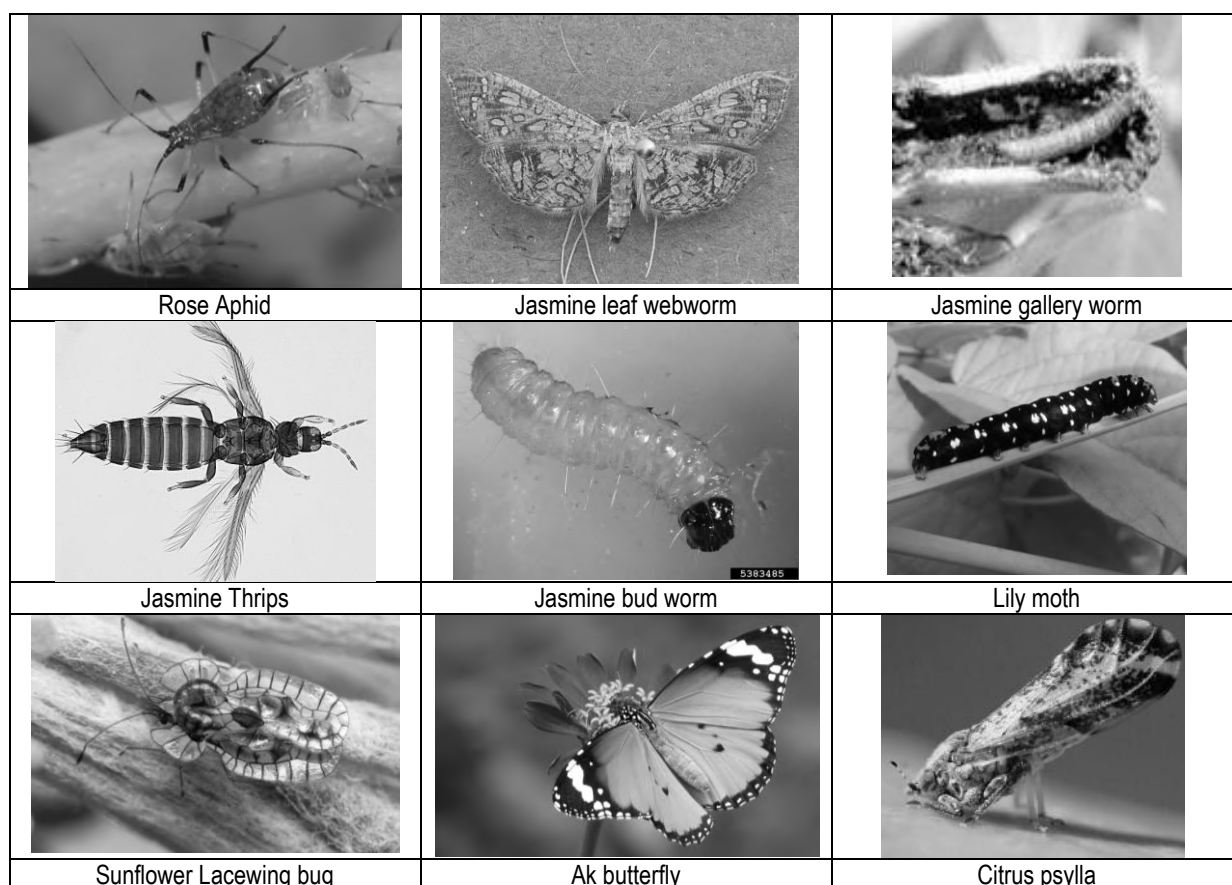 Rose Aphid
Jasmine leaf webworm
Jasmine gallery worm
5383485
Jasmine Thrips
Jasmine bud worm
Lily moth
Sunflower Lacewing bug
Ak butterfly
Citrus psylla